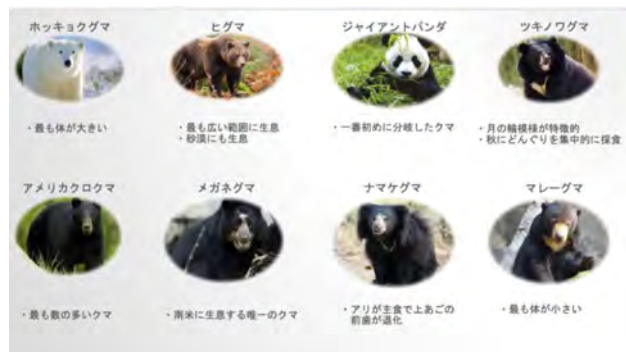 ホッキョクグマ
ヒグマ
ジャイアントパンダ
ツキノワグマ
・最も体が大きい
・最も広い範囲に生息
・砂漠にも生息
・一番初めに分岐したクマ
・月の輪模様が特徴的
・秋にどんぐりを集中的に採食
アメリカクロクマ
メガネグマ
ナマケグマ
マレーグマ
・最も数の多いクマ
・南米に生息する唯一のクマ
・アリが主食で上あごの
前歯が退化
・最も体が小さい